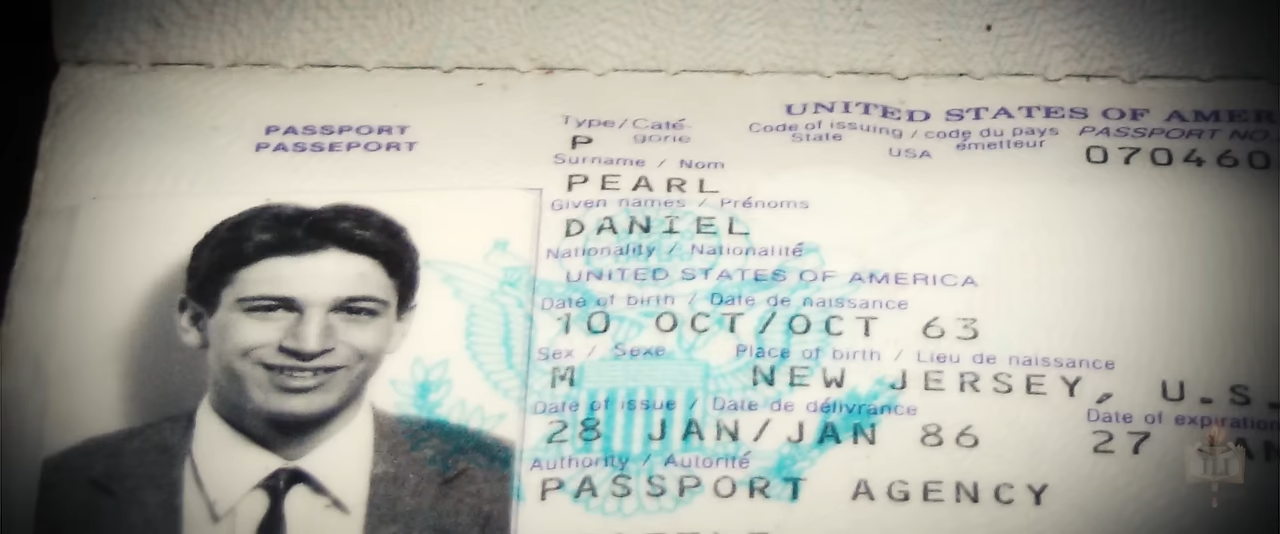 UNITED STATES OF AMER
PASSPORT
PASSEPORT
Type/Caté-
gorie
P
Code of issuing / code du pays
State émetteur
USA
PASSPORT NO.
070460
Surname / Nom
PEARL
Given names / Prénoms
DANIEL
Nationality / Nationalité
UNITED STATES OF AMERICA
Date of birth / Date de naissance
10 OCT/OCT 63
Sex / Sexe Place of birth / Lieu de naissance
M NEW JERSEY, U.S.
Date of issue / Date de délivrance Date of expiration
28 JAN/JAN 86 27
Authority / Autorité
PASSPORT AGENCY